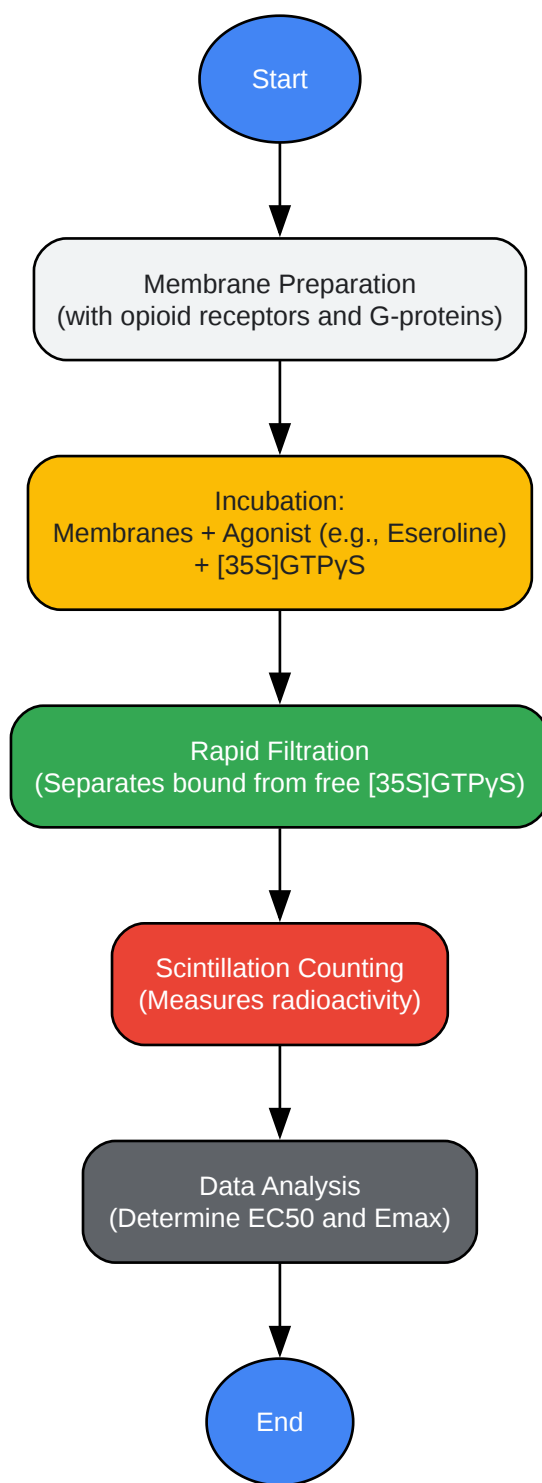 Start
Membrane Preparation
(with opioid receptors and G-proteins)
Incubation:
Membranes + Agonist (e.g., Eseroline)
+ [35S]GTPγS
Rapid Filtration
(Separates bound from free [35S]GTPγS)
Scintillation Counting
(Measures radioactivity)
Data Analysis
(Determine EC50 and Emax)
End